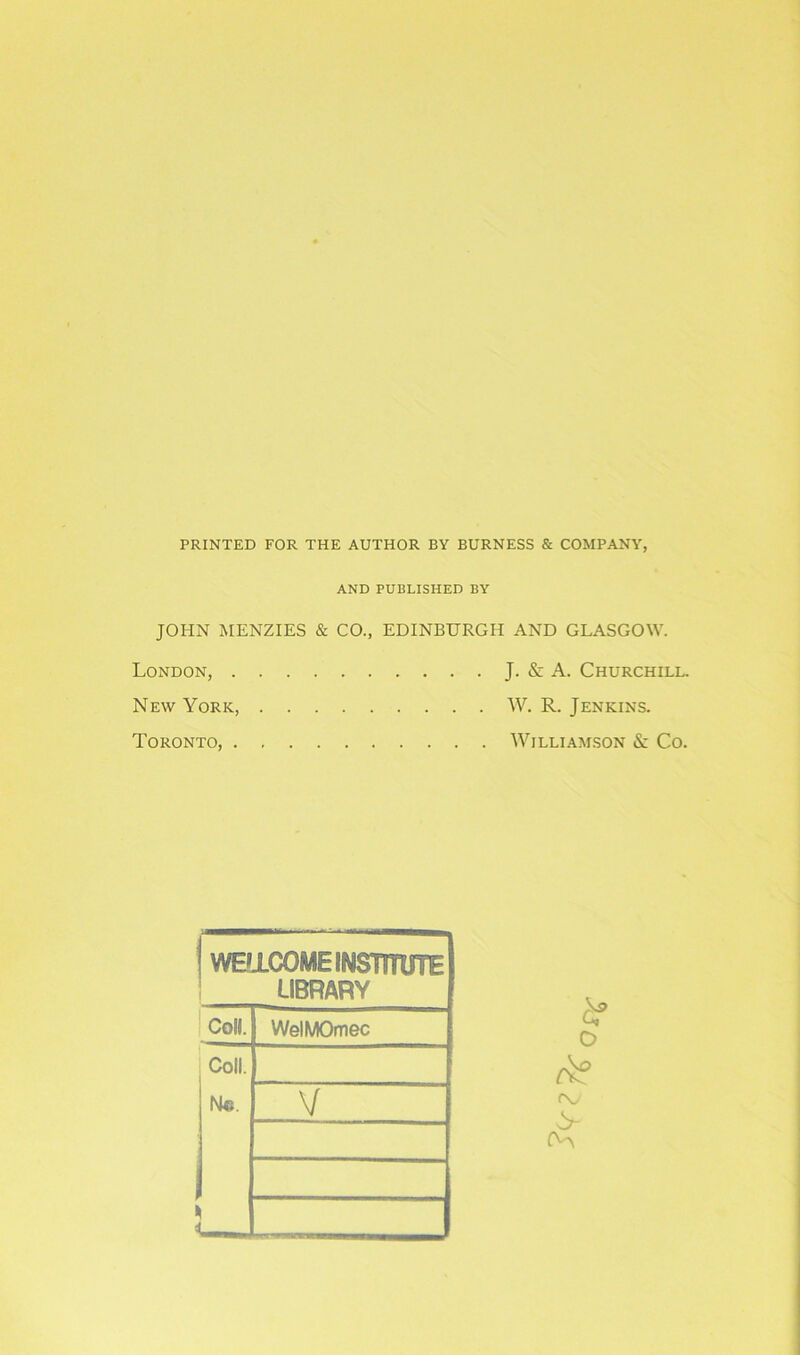 PRINTED FOR THE AUTHOR BY BURNESS & COMPANY,
AND PUBLISHED BY
JOHN MENZIES & CO., EDINBURGH AND GLASGOW.
LONDON, . . . . . . . . . . J. & A. CHURCHILL.
NEW YORK, . . . . . . . . . W. R. JENKINS.
TORONTO, . . . . . . . . . . WILLIAMSON & CO.
WELLCOME INSTITUTE
LIBRARY
Coll. WelMOmec
Coll.
No. V